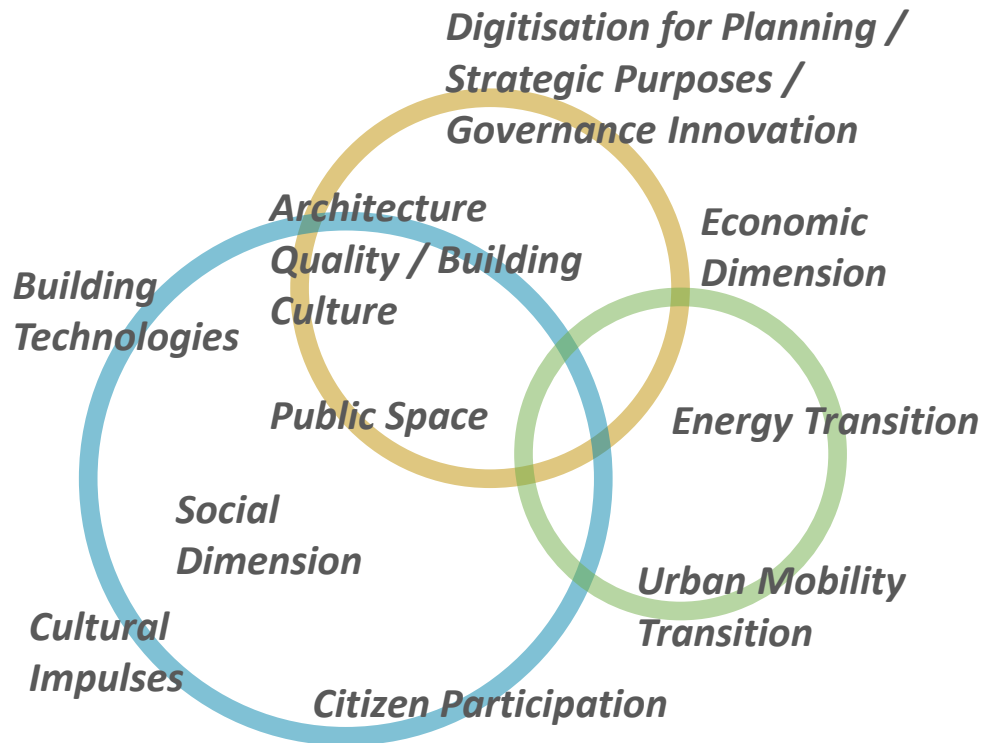 Digitisation for Planning /
Strategic Purposes /
Governance Innovation
Architecture
Quality / Building
Culture
Economic
Dimension
Building
Technologies
Public Space
Energy Transition
Social
Dimension
Urban Mobility
Transition
Cultural
Impulses
Citizen Participation